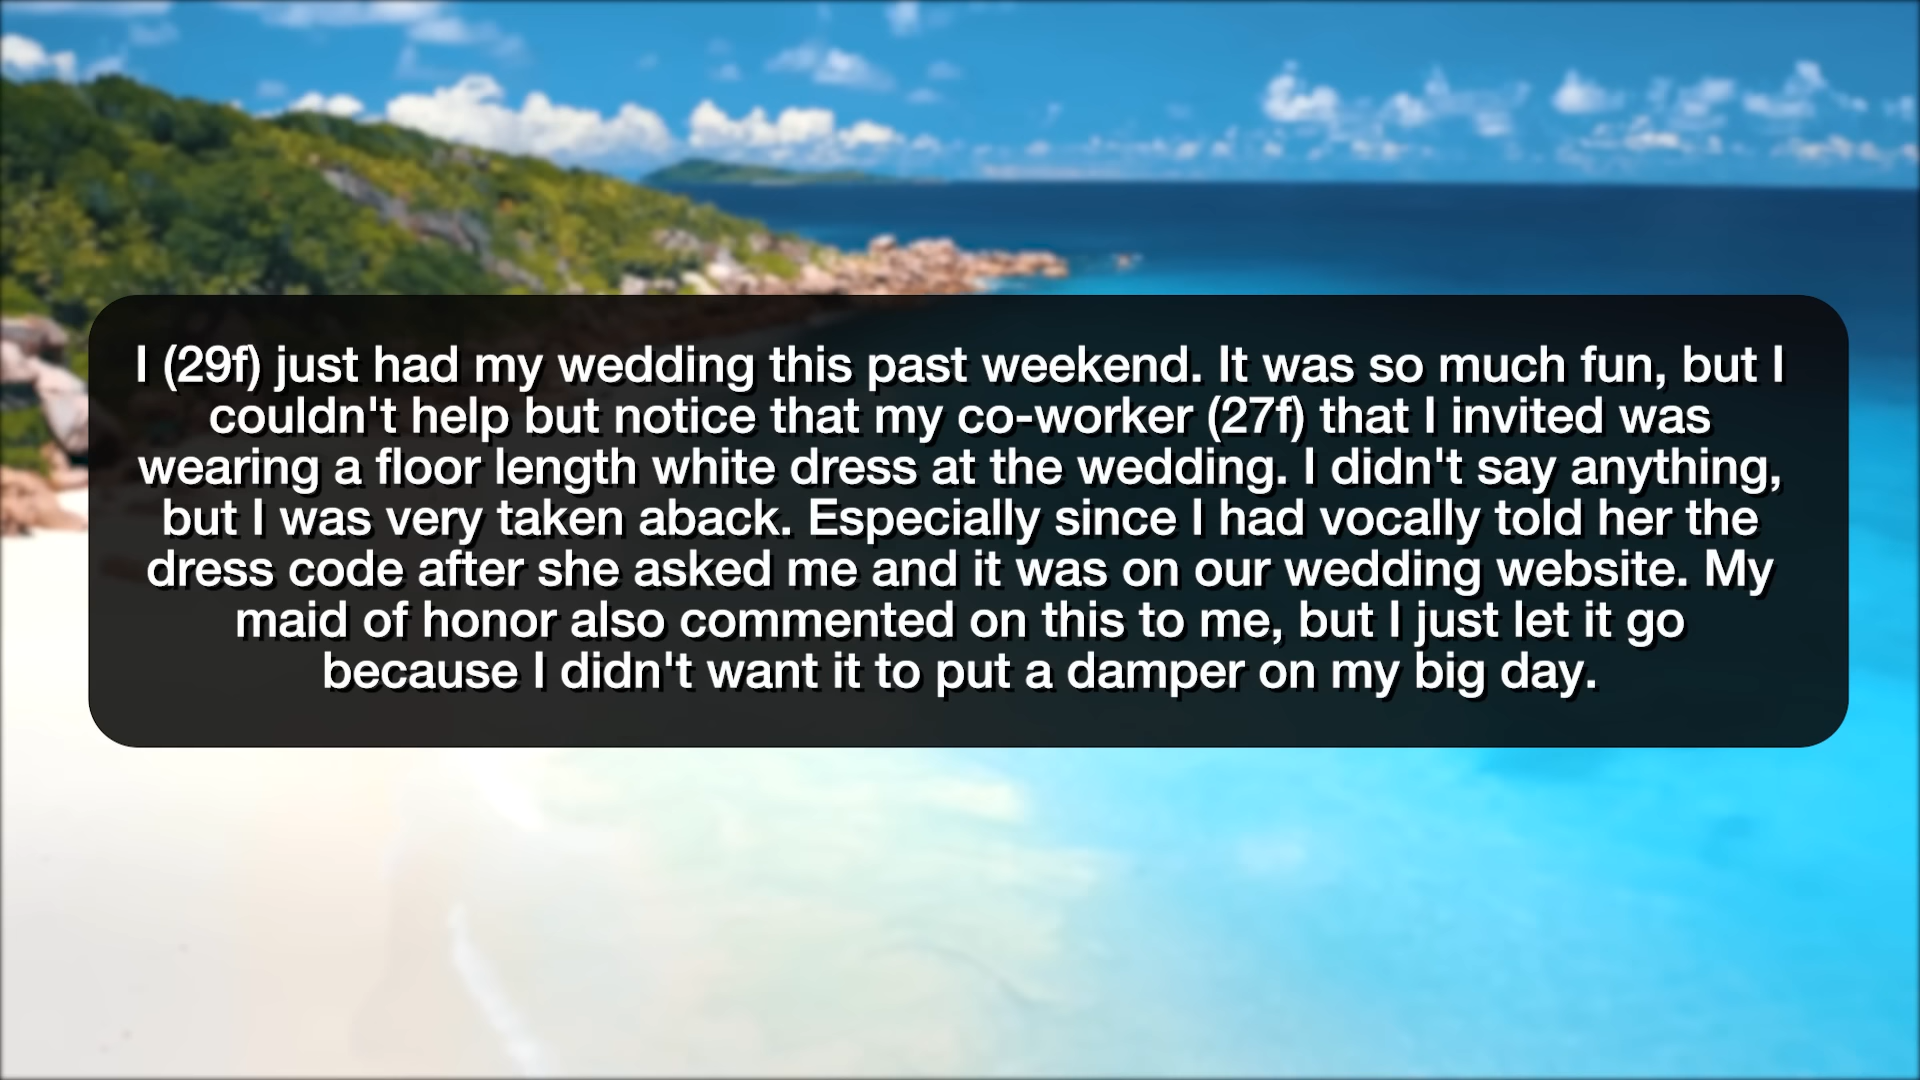 I (29f) just had my wedding this past weekend. It was so much fun, but I
couldn't help but notice that my co-worker (27f) that I invited was
wearing a floor length white dress at the wedding. I didn't say anything,
but I was very taken aback. Especially since I had vocally told her the
dress code after she asked me and it was on our wedding website. My
maid of honor also commented on this to me, but I just let it go
because I didn't want it to put a damper on my big day.